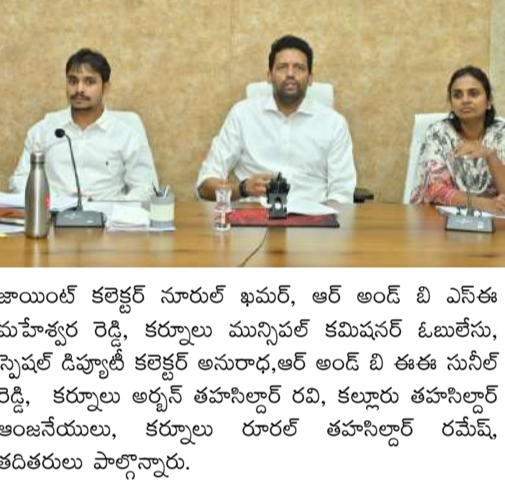 జాయింట్ కలెక్టర్ నూరుల్ ఖమర్, ఆర్ అండ్ బి ఎస్ఈ
మహేశ్వర రెడ్డి, కర్నూలు మున్సిపల్ కమిషనర్ ఓబులేసు,
స్పెషల్ డిప్యూటీ కలెక్టర్ అనురాధ,ఆర్ అండ్ బి ఈఈ సునీల్
రెడ్డి, కర్నూలు అర్బన్ తహసిల్దార్ రవి, కల్లూరు తహసిల్దార్
ఆంజనేయులు, కర్నూలు రూరల్ తహసిల్దార్ రమేష్,
తదితరులు పాల్గొన్నారు.